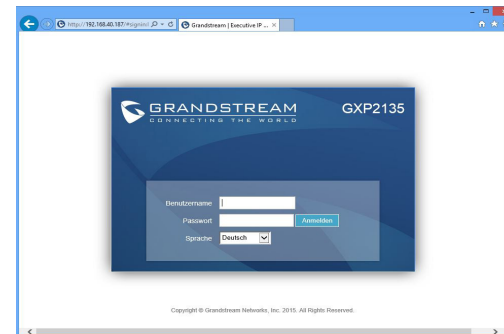 http://192.168.40.187/#signin/
Grandstream | Executive IP ...
GRANDSTREAM
CONNECTING THE WORLD
GXP2135
Benutzername
Passwort
Anmelden
Sprache
Deutsch
Copyright © Grandstream Networks, Inc. 2015. All Rights Reserved.